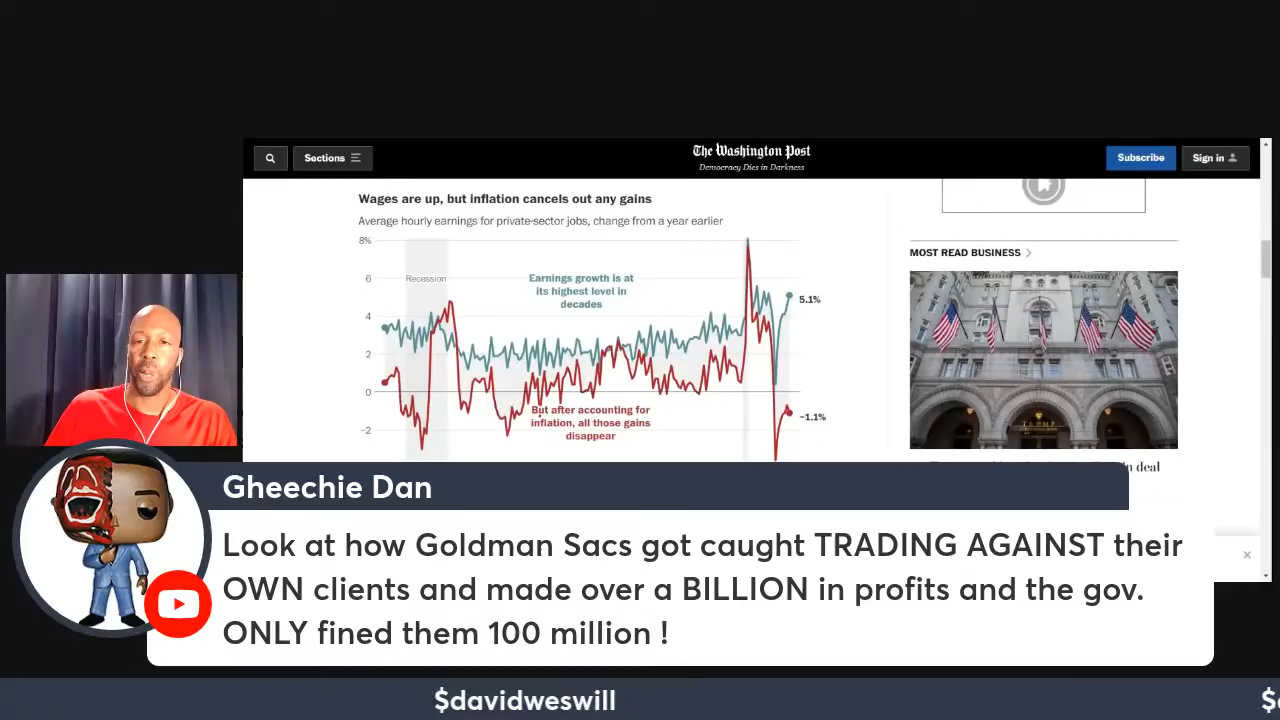 Sections
The Washington Post
Democracy Dies in Darkness
Subscribe
Sign in
Wages are up, but inflation cancels out any gains
Average hourly earnings for private-sector jobs, change from a year earlier
8%
6
4
2
0
-2
Recession
Earnings growth is at
its highest level in
decades
5.1%
But after accounting for
inflation, all those gains
disappear
-1.1%
MOST READ BUSINESS
TRUMP
in deal
Gheechie Dan
Look at how Goldman Sacs got caught TRADING AGAINST their
OWN clients and made over a BILLION in profits and the gov.
ONLY fined them 100 million !
$davidweswill
$